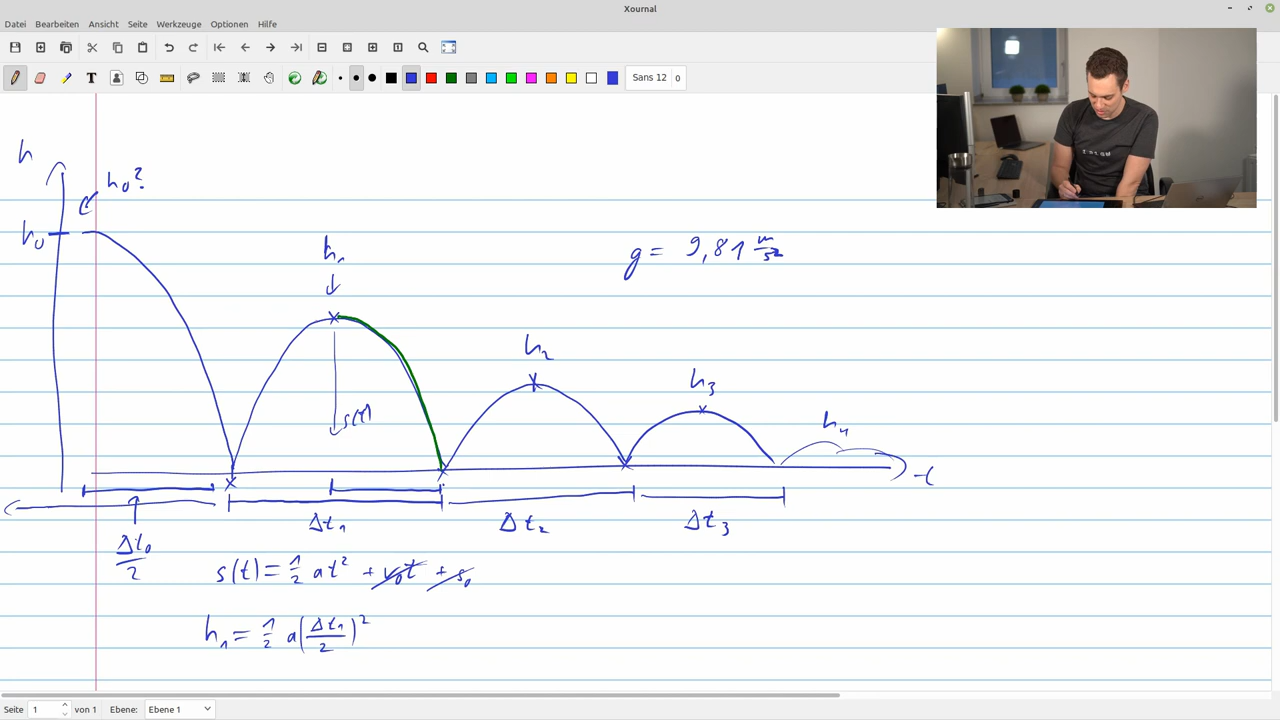 Xournal
Datei Bearbeiten Ansicht Seite Werkzeuge Optionen Hilfe
Sans 12
h
h₀?
h₀
h₁
g = 9,81 m/s²
h₂
h₃
h₄
s(t)
t
Δt₁
Δt₂
Δt₃
Δt₀/2
s(t) = 1/2 at² + v₀t + s₀
h₁ = 1/2 a(Δt₁/2)²
Seite 1 von 1 Ebene: Ebene 1